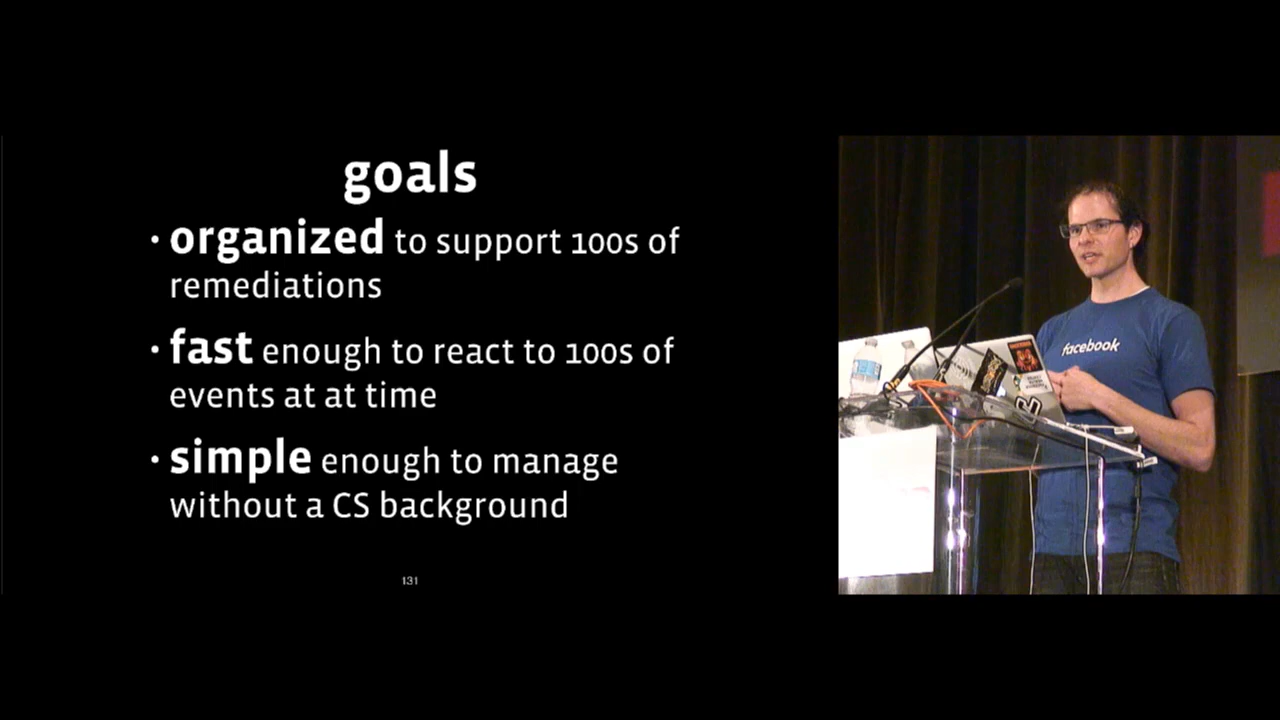 goals
• organized to support 100s of
remediations
• fast enough to react to 100s of
events at at time
• simple enough to manage
without a CS background
131
facebook